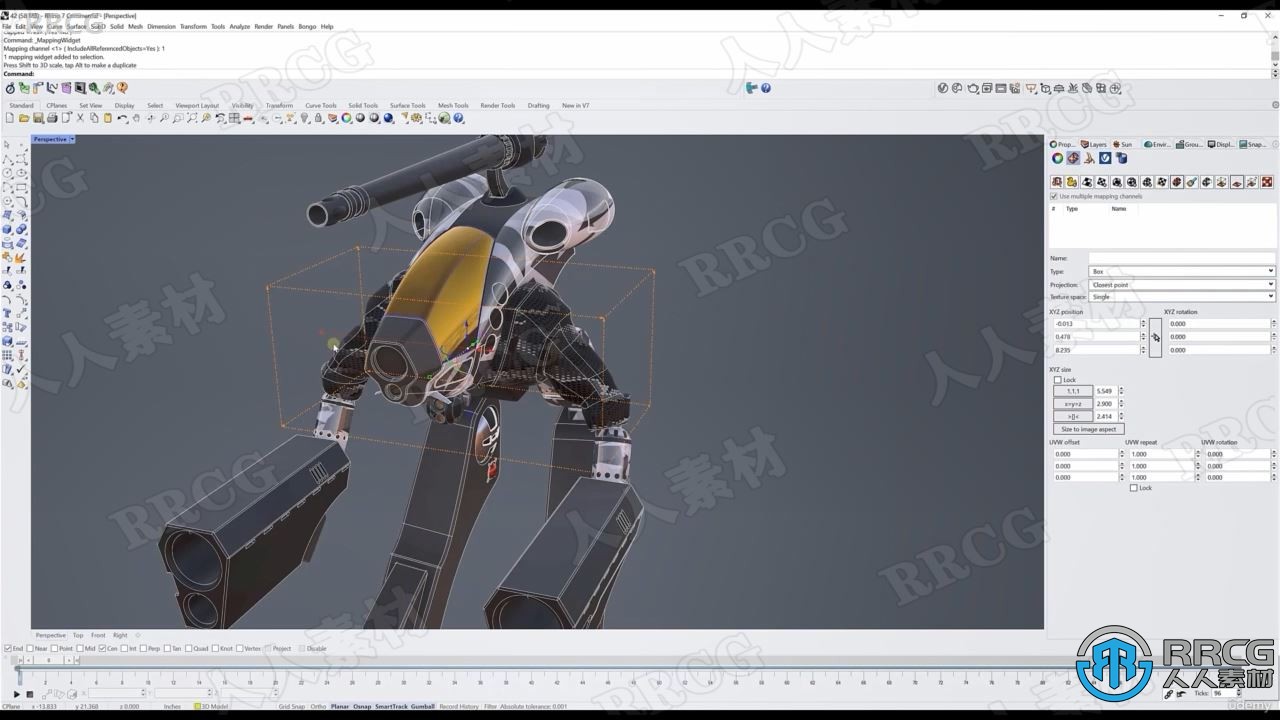 42 (58 MB) - Rhino 7 Commercial - [Perspective]
File Edit View Curve Surface SubD Solid Mesh Dimension Transform Tools Analyze Render Panels Bongo Help
Command: _MappingWidget
Mapping channel <1> ( IncludeAllReferencedObjects=Yes ): 1
1 mapping widget added to selection.
Press Shift to 3D scale, tap Alt to make a duplicate
Command:
Standard CPlanes Set View Display Select Viewport Layout Visibility Transform Curve Tools Solid Tools Surface Tools Mesh Tools Render Tools Drafting New in V7
Perspective
Prop... Layers Sun Envir... Grou... Displ... Snap...
Use multiple mapping channels
# Type Name
Name:
Type: Box
Projection: Closest point
Texture space: Single
XYZ position XYZ rotation
-0.013 0.000
0.478 0.000
8.235 0.000
XYZ size
Lock
1,1,1 5.549
x=y=z 2.900
>[]< 2.414
Size to image aspect
UVW offset UVW repeat UVW rotation
0.000 1.000 0.000
0.000 1.000 0.000
0.000 1.000 0.000
Lock
Perspective Top Front Right
End Near Point Mid Cen Int Perp Tan Quad Knot Vertex Project Disable
0
Ticks: 96
CPlane x -13.833 y 21.360 z 0.000 Inches 3D Model Grid Snap Ortho Planar Osnap SmartTrack Gumball Record History Filter Absolute tolerance: 0.001
RRCG
人人素材
udemy